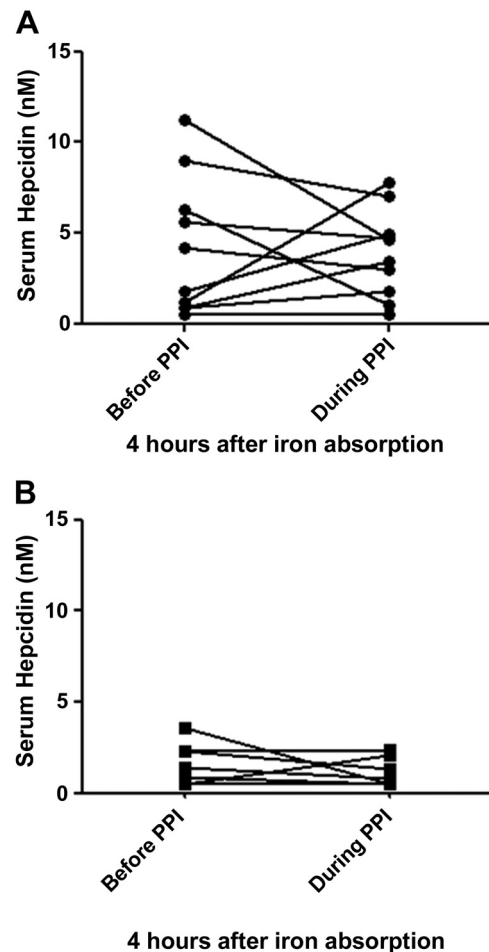 A
15
10
5
0
Serum Hepcidin (nM)
Before PPI
During PPI
4 hours after iron absorption
B
15
10
5
0
Serum Hepcidin (nM)
Before PPI
During PPI
4 hours after iron absorption